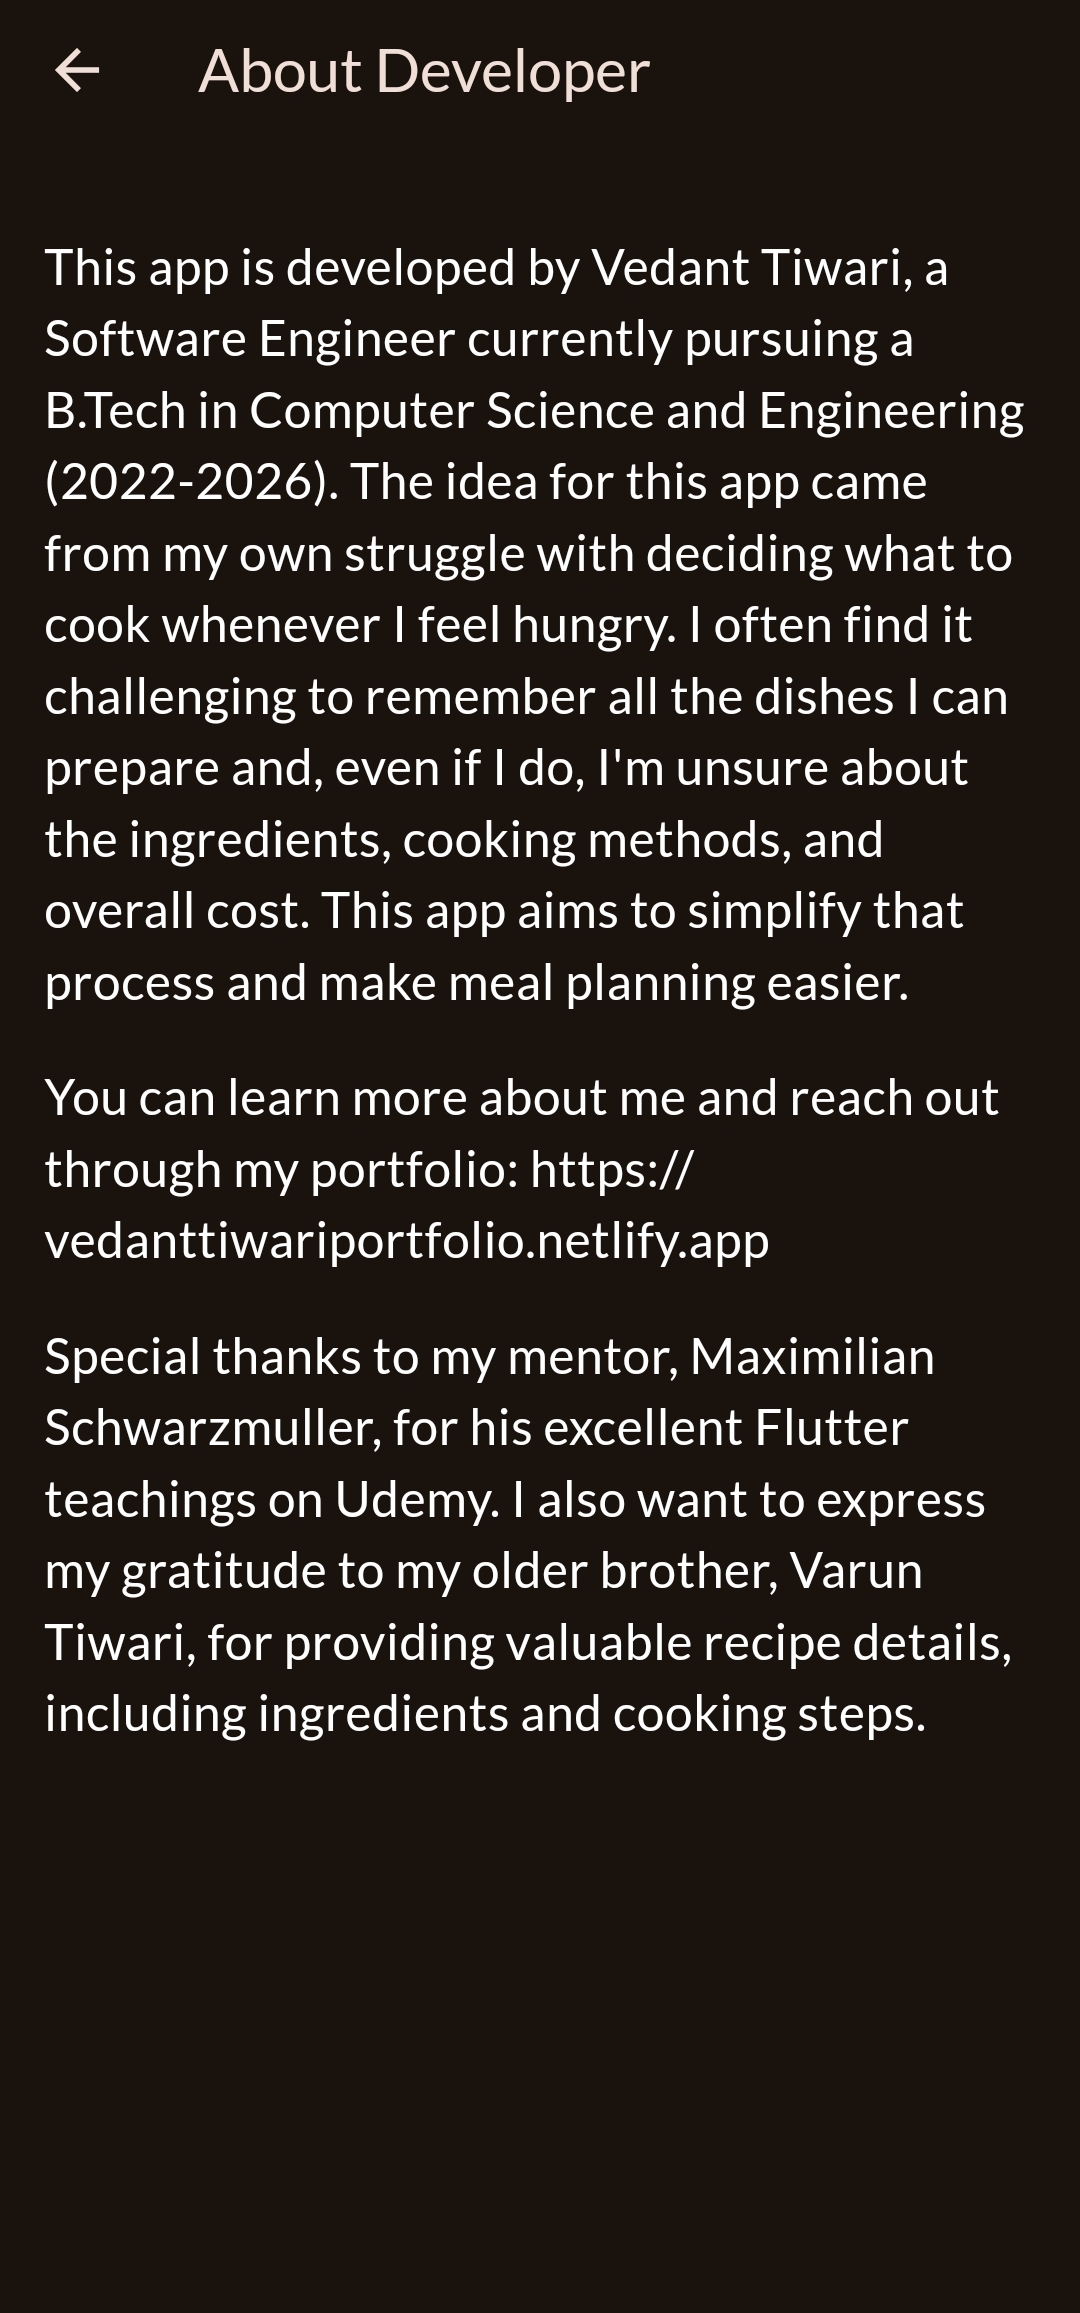 About Developer
This app is developed by Vedant Tiwari, a
Software Engineer currently pursuing a
B.Tech in Computer Science and Engineering
(2022-2026). The idea for this app came
from my own struggle with deciding what to
cook whenever I feel hungry. I often find it
challenging to remember all the dishes I can
prepare and, even if I do, I'm unsure about
the ingredients, cooking methods, and
overall cost. This app aims to simplify that
process and make meal planning easier.
You can learn more about me and reach out
through my portfolio: https://
vedanttiwariportfolio.netlify.app
Special thanks to my mentor, Maximilian
Schwarzmuller, for his excellent Flutter
teachings on Udemy. I also want to express
my gratitude to my older brother, Varun
Tiwari, for providing valuable recipe details,
including ingredients and cooking steps.